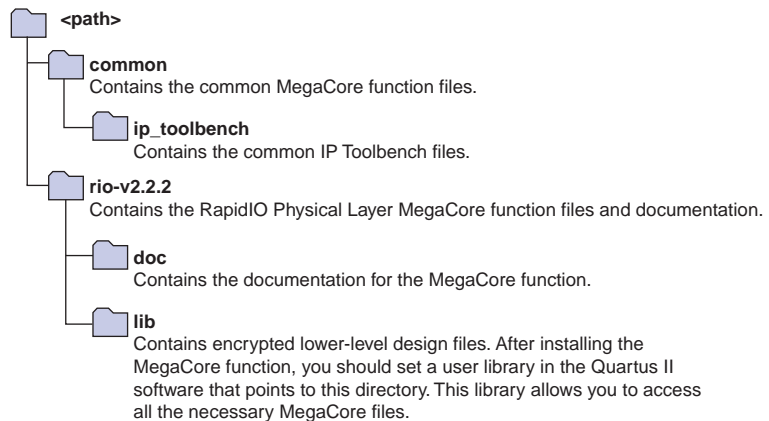 <path>
common
Contains the common MegaCore function files.
ip_toolbench
Contains the common IP Toolbench files.
rio-v2.2.2
Contains the RapidIO Physical Layer MegaCore function files and documentation.
doc
Contains the documentation for the MegaCore function.
lib
Contains encrypted lower-level design files. After installing the
MegaCore function, you should set a user library in the Quartus II
software that points to this directory. This library allows you to access
all the necessary MegaCore files.